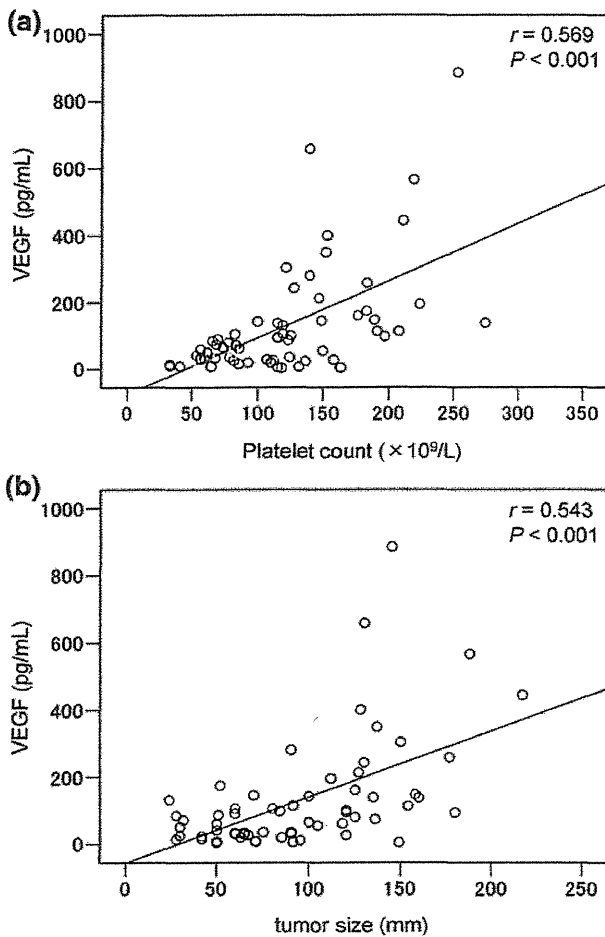 (a)
r = 0.569
P < 0.001
1000
800
600
400
200
0
VEGF (pg/mL)
0 50 100 150 200 250 300 350
Platelet count (×10⁹/L)
(b)
r = 0.543
P < 0.001
1000
800
600
400
200
0
VEGF (pg/mL)
0 50 100 150 200 250
tumor size (mm)